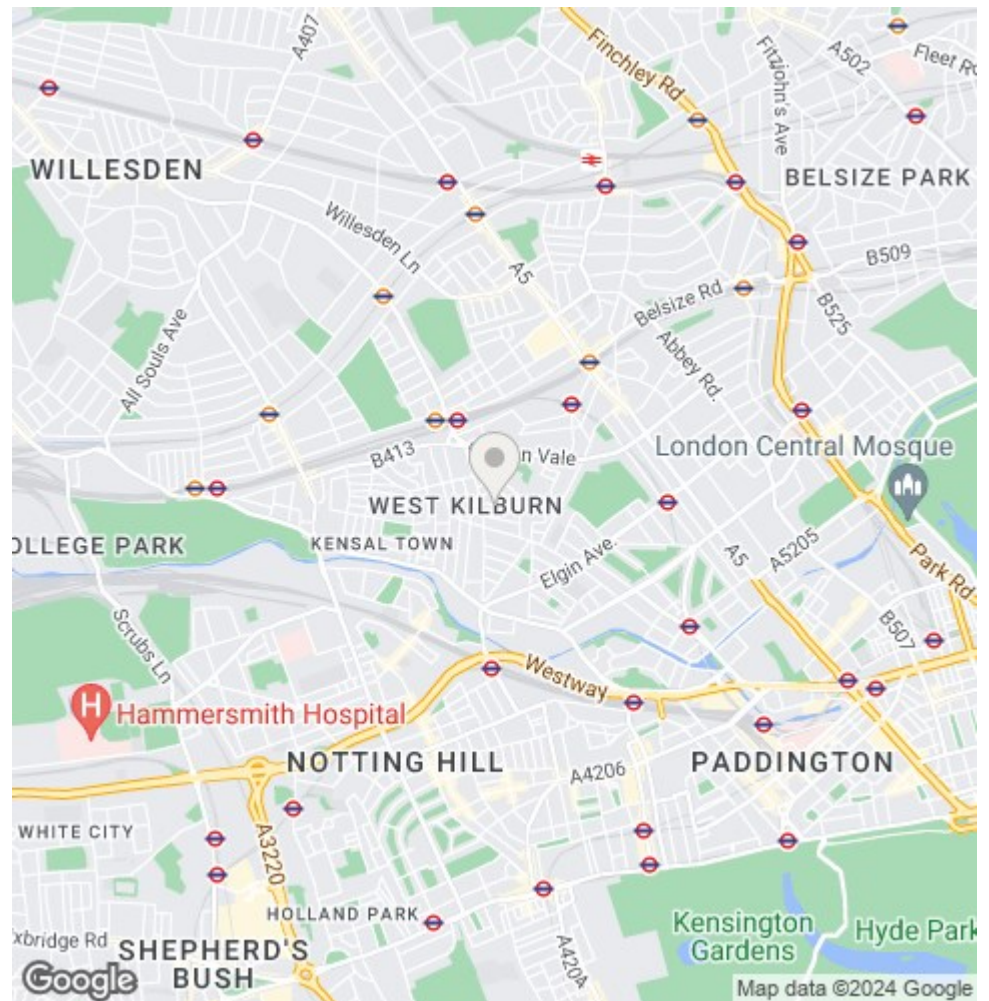 A407
Finchley Rd
Fitzjohn's Ave
A502
Fleet R
WILLESDEN
BELSIZE PARK
Willesden Ln
A5
B509
Belsize Rd
B525
All Souls Ave
Abbey Rd.
London Central Mosque
B413
n Vale
WEST KILBURN
OLLEGE PARK
KENSAL TOWN
Elgin Ave.
A5
A5205
Park Rd
Scrubs Ln
B507
Westway
H
Hammersmith Hospital
NOTTING HILL
A4206
PADDINGTON
WHITE CITY
A3220
HOLLAND PARK
Kensington
Gardens
Hyde Park
xbridge Rd
SHEPHERD'S
BUSH
A4204
Google
Map data ©2024 Google